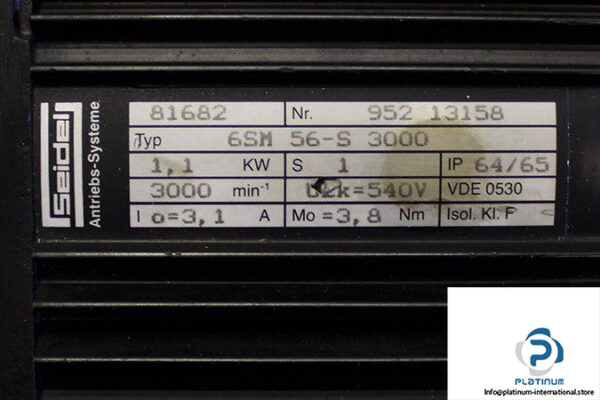 Seidel
Antriebs-Systeme
81682 Nr. 952 13158
Typ 6SM 56-S 3000
1,1 KW S 1 IP 64/65
3000 min⁻¹ Uzk=540V VDE 0530
I o=3,1 A Mo=3,8 Nm Isol. Kl. F
PLATINUM
Info@platinum-international.store